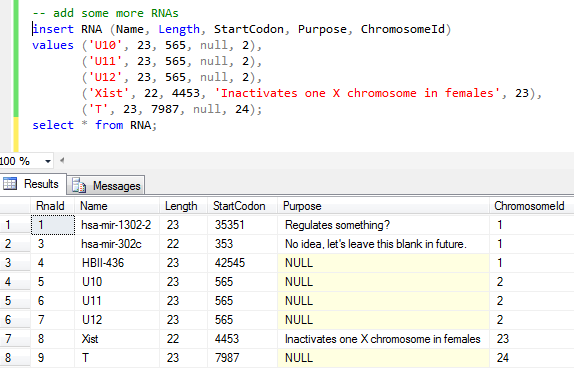 -- add some more RNAs
insert RNA (Name, Length, StartCodon, Purpose, ChromosomeId)
values ('U10', 23, 565, null, 2),
('U11', 23, 565, null, 2),
('U12', 23, 565, null, 2),
('Xist', 22, 4453, 'Inactivates one X chromosome in females', 23),
('T', 23, 7987, null, 24);
select * from RNA;
100 %
Results Messages
RnaId Name Length StartCodon Purpose ChromosomeId
1 1 hsa-mir-1302-2 23 35351 Regulates something? 1
2 3 hsa-mir-302c 22 353 No idea, let's leave this blank in future. 1
3 4 HBII-436 23 42545 NULL 1
4 5 U10 23 565 NULL 2
5 6 U11 23 565 NULL 2
6 7 U12 23 565 NULL 2
7 8 Xist 22 4453 Inactivates one X chromosome in females 23
8 9 T 23 7987 NULL 24